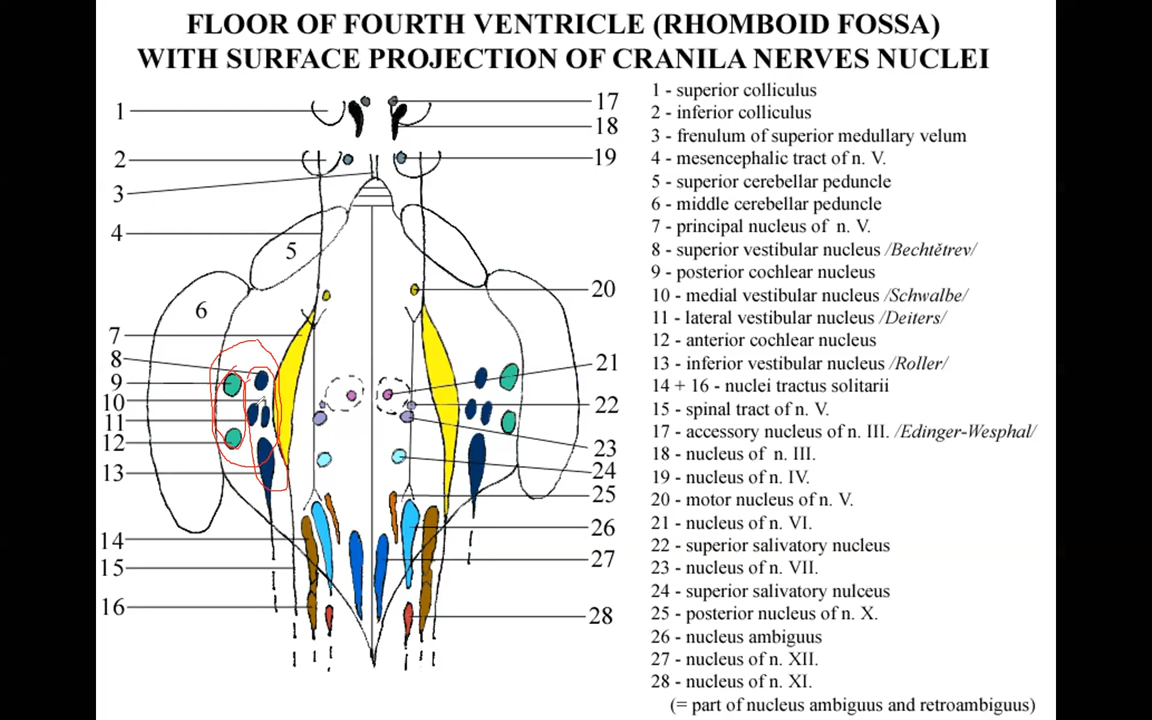 FLOOR OF FOURTH VENTRICLE (RHOMBOID FOSSA)
WITH SURFACE PROJECTION OF CRANILA NERVES NUCLEI
1
2
3
4
5
6
7
8
9
10
11
12
13
14
15
16
17
18
19
20
21
22
23
24
25
26
27
28
1 - superior colliculus
2 - inferior colliculus
3 - frenulum of superior medullary velum
4 - mesencephalic tract of n. V.
5 - superior cerebellar peduncle
6 - middle cerebellar peduncle
7 - principal nucleus of n. V.
8 - superior vestibular nucleus /Bechtětrev/
9 - posterior cochlear nucleus
10 - medial vestibular nucleus /Schwalbe/
11 - lateral vestibular nucleus /Deiters/
12 - anterior cochlear nucleus
13 - inferior vestibular nucleus /Roller/
14 + 16 - nuclei tractus solitarii
15 - spinal tract of n. V.
17 - accessory nucleus of n. III. /Edinger-Wesphal/
18 - nucleus of n. III.
19 - nucleus of n. IV.
20 - motor nucleus of n. V.
21 - nucleus of n. VI.
22 - superior salivatory nucleus
23 - nucleus of n. VII.
24 - superior salivatory nulceus
25 - posterior nucleus of n. X.
26 - nucleus ambiguus
27 - nucleus of n. XII.
28 - nucleus of n. XI.
(= part of nucleus ambiguus and retroambiguus)